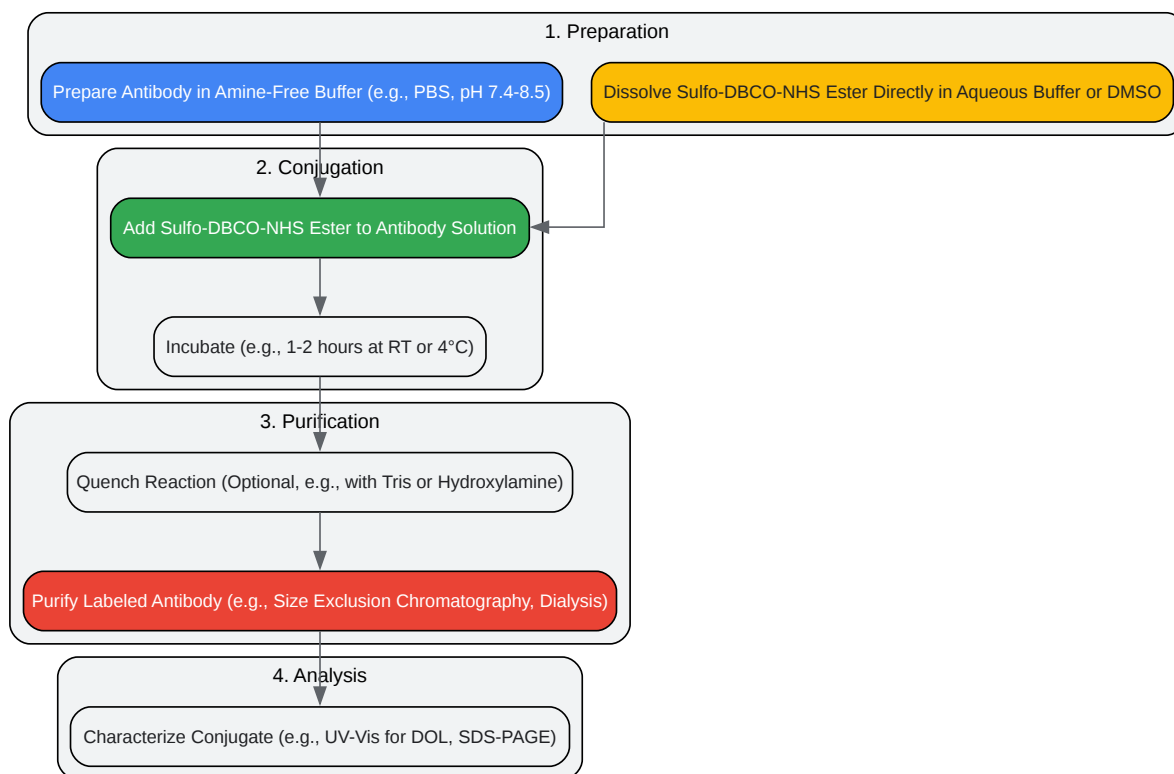 1. Preparation
Prepare Antibody in Amine-Free Buffer (e.g., PBS, pH 7.4-8.5)
Dissolve Sulfo-DBCO-NHS Ester Directly in Aqueous Buffer or DMSO
2. Conjugation
Add Sulfo-DBCO-NHS Ester to Antibody Solution
Incubate (e.g., 1-2 hours at RT or 4°C)
3. Purification
Quench Reaction (Optional, e.g., with Tris or Hydroxylamine)
Purify Labeled Antibody (e.g., Size Exclusion Chromatography, Dialysis)
4. Analysis
Characterize Conjugate (e.g., UV-Vis for DOL, SDS-PAGE)